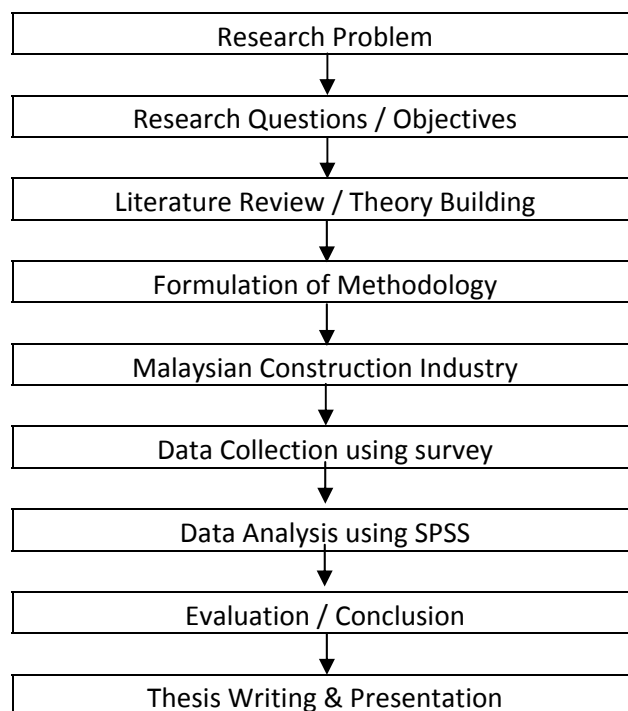 Research Problem
Research Questions / Objectives
Literature Review / Theory Building
Formulation of Methodology
Malaysian Construction Industry
Data Collection using survey
Data Analysis using SPSS
Evaluation / Conclusion
Thesis Writing & Presentation